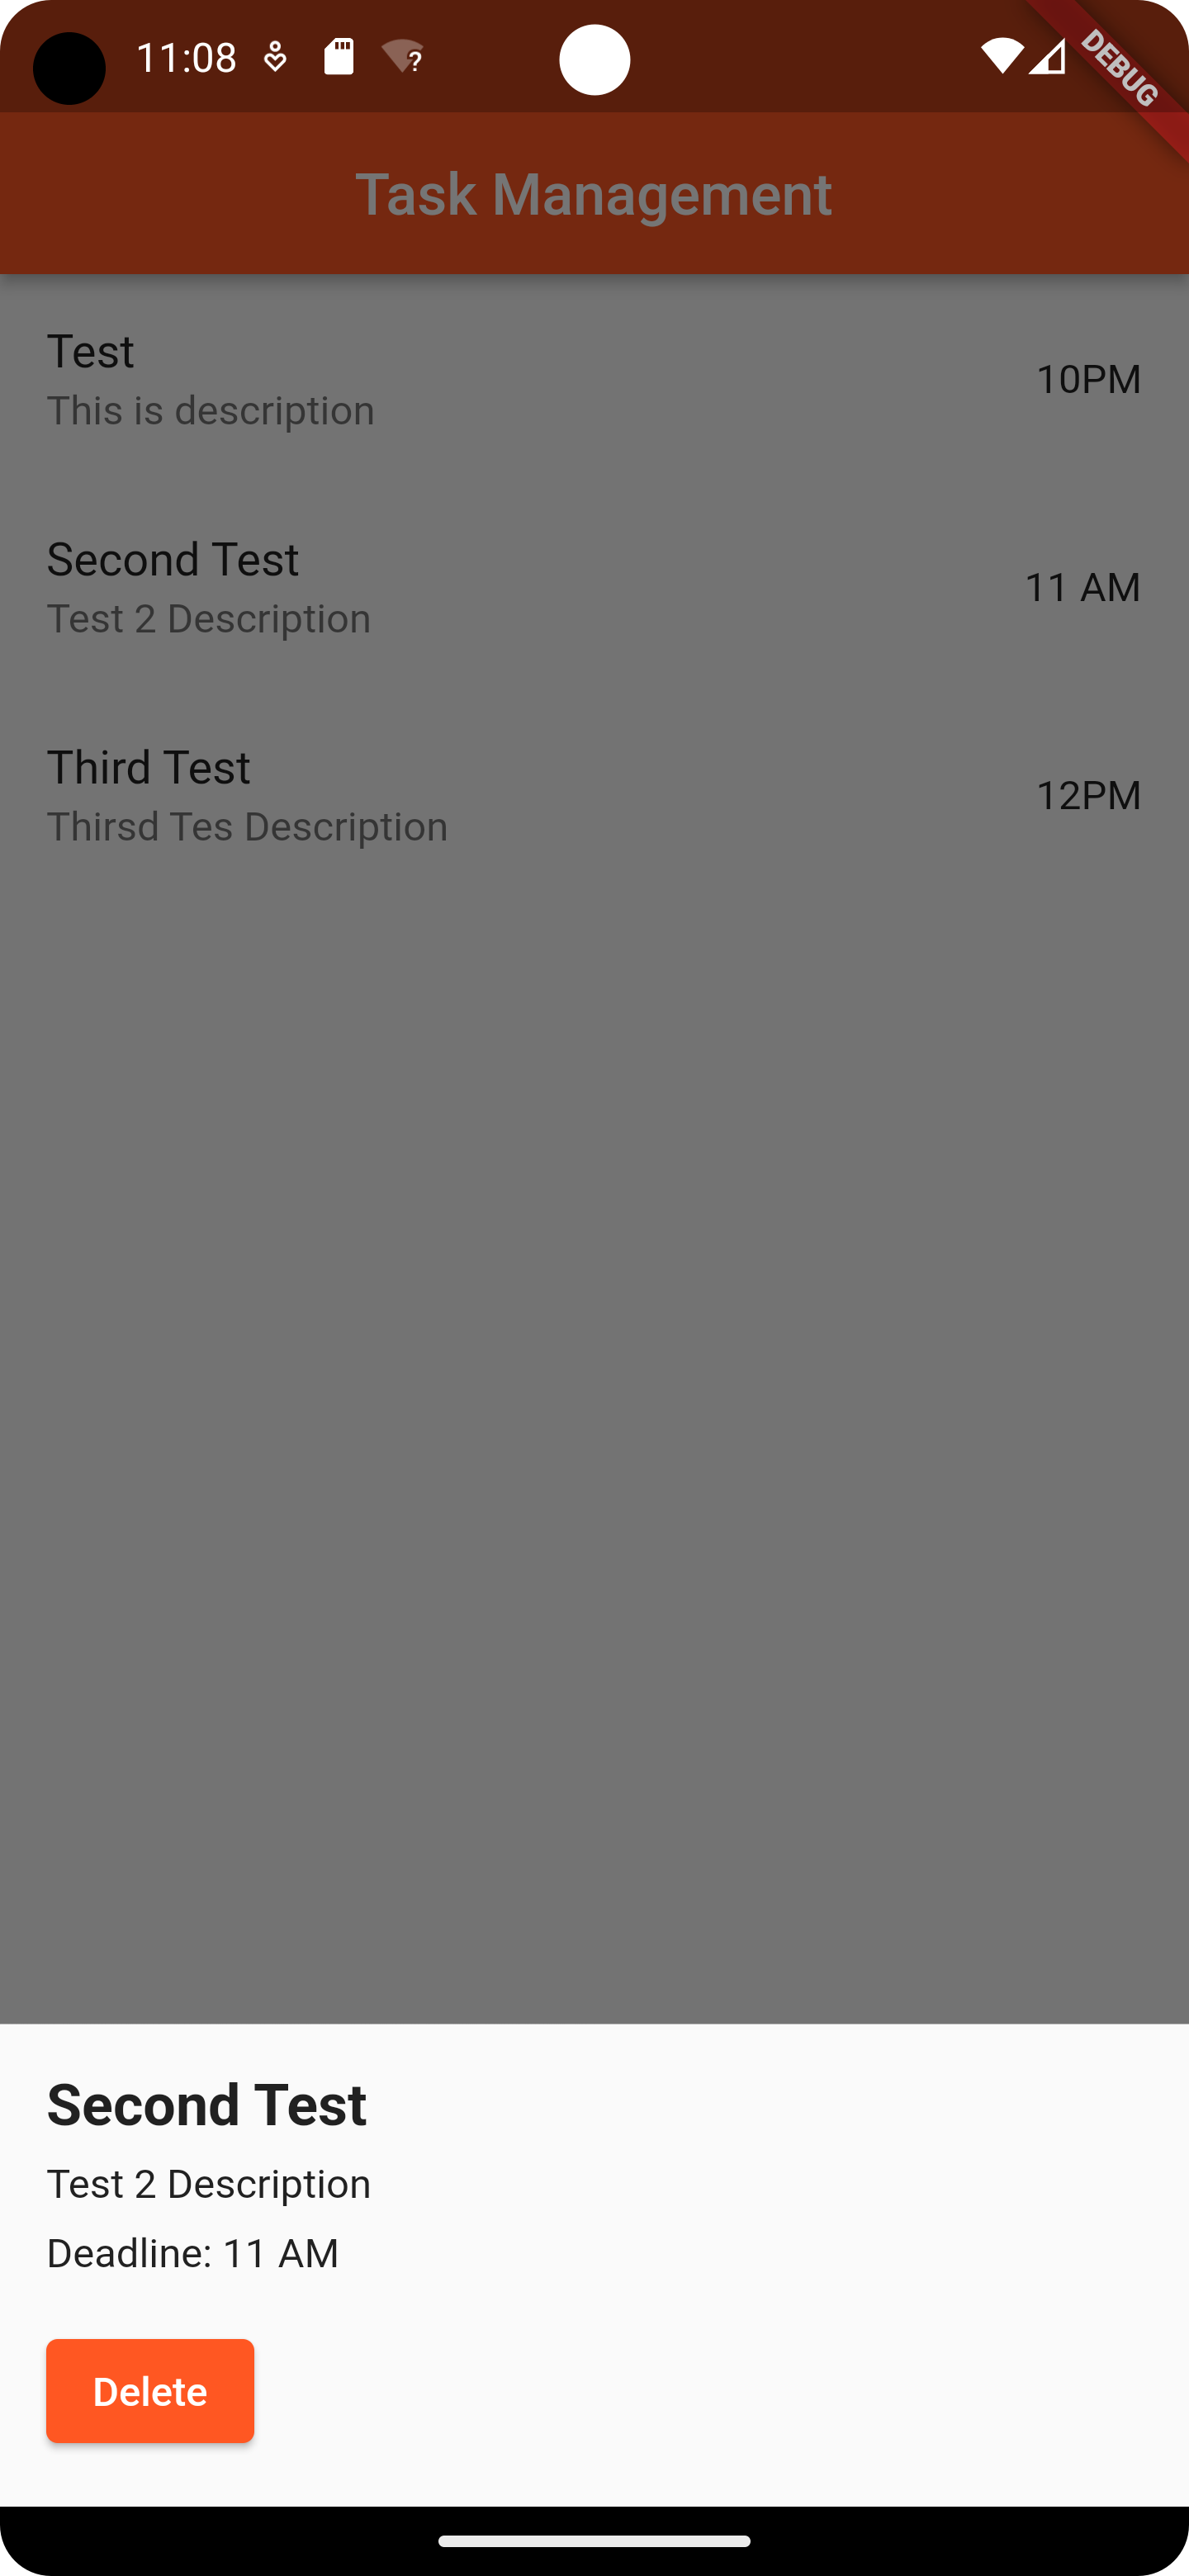 11:08
?
DEBUG
Task Management
Test
This is description
10PM
Second Test
Test 2 Description
11 AM
Third Test
Thirsd Tes Description
12PM
Second Test
Test 2 Description
Deadline: 11 AM
Delete